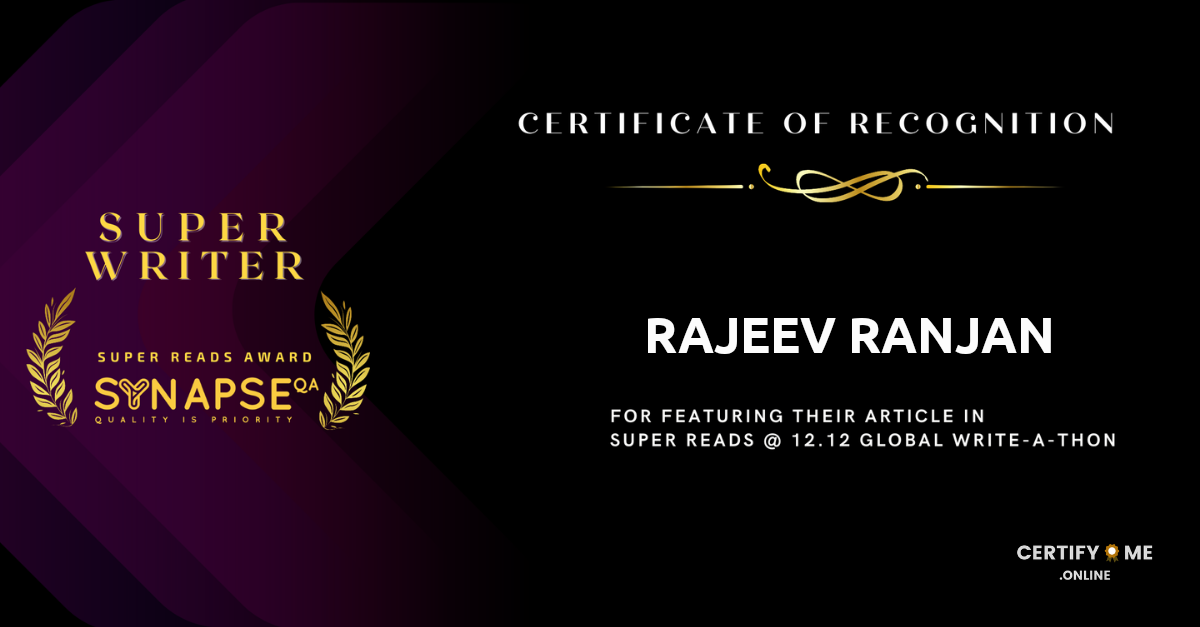 CERTIFICATE OF RECOGNITION
SUPER
WRITER
SUPER READS AWARD
SYNAPSE QA
QUALITY IS PRIORITY
RAJEEV RANJAN
FOR FEATURING THEIR ARTICLE IN
SUPER READS @ 12.12 GLOBAL WRITE-A-THON
CERTIFY ME
.ONLINE